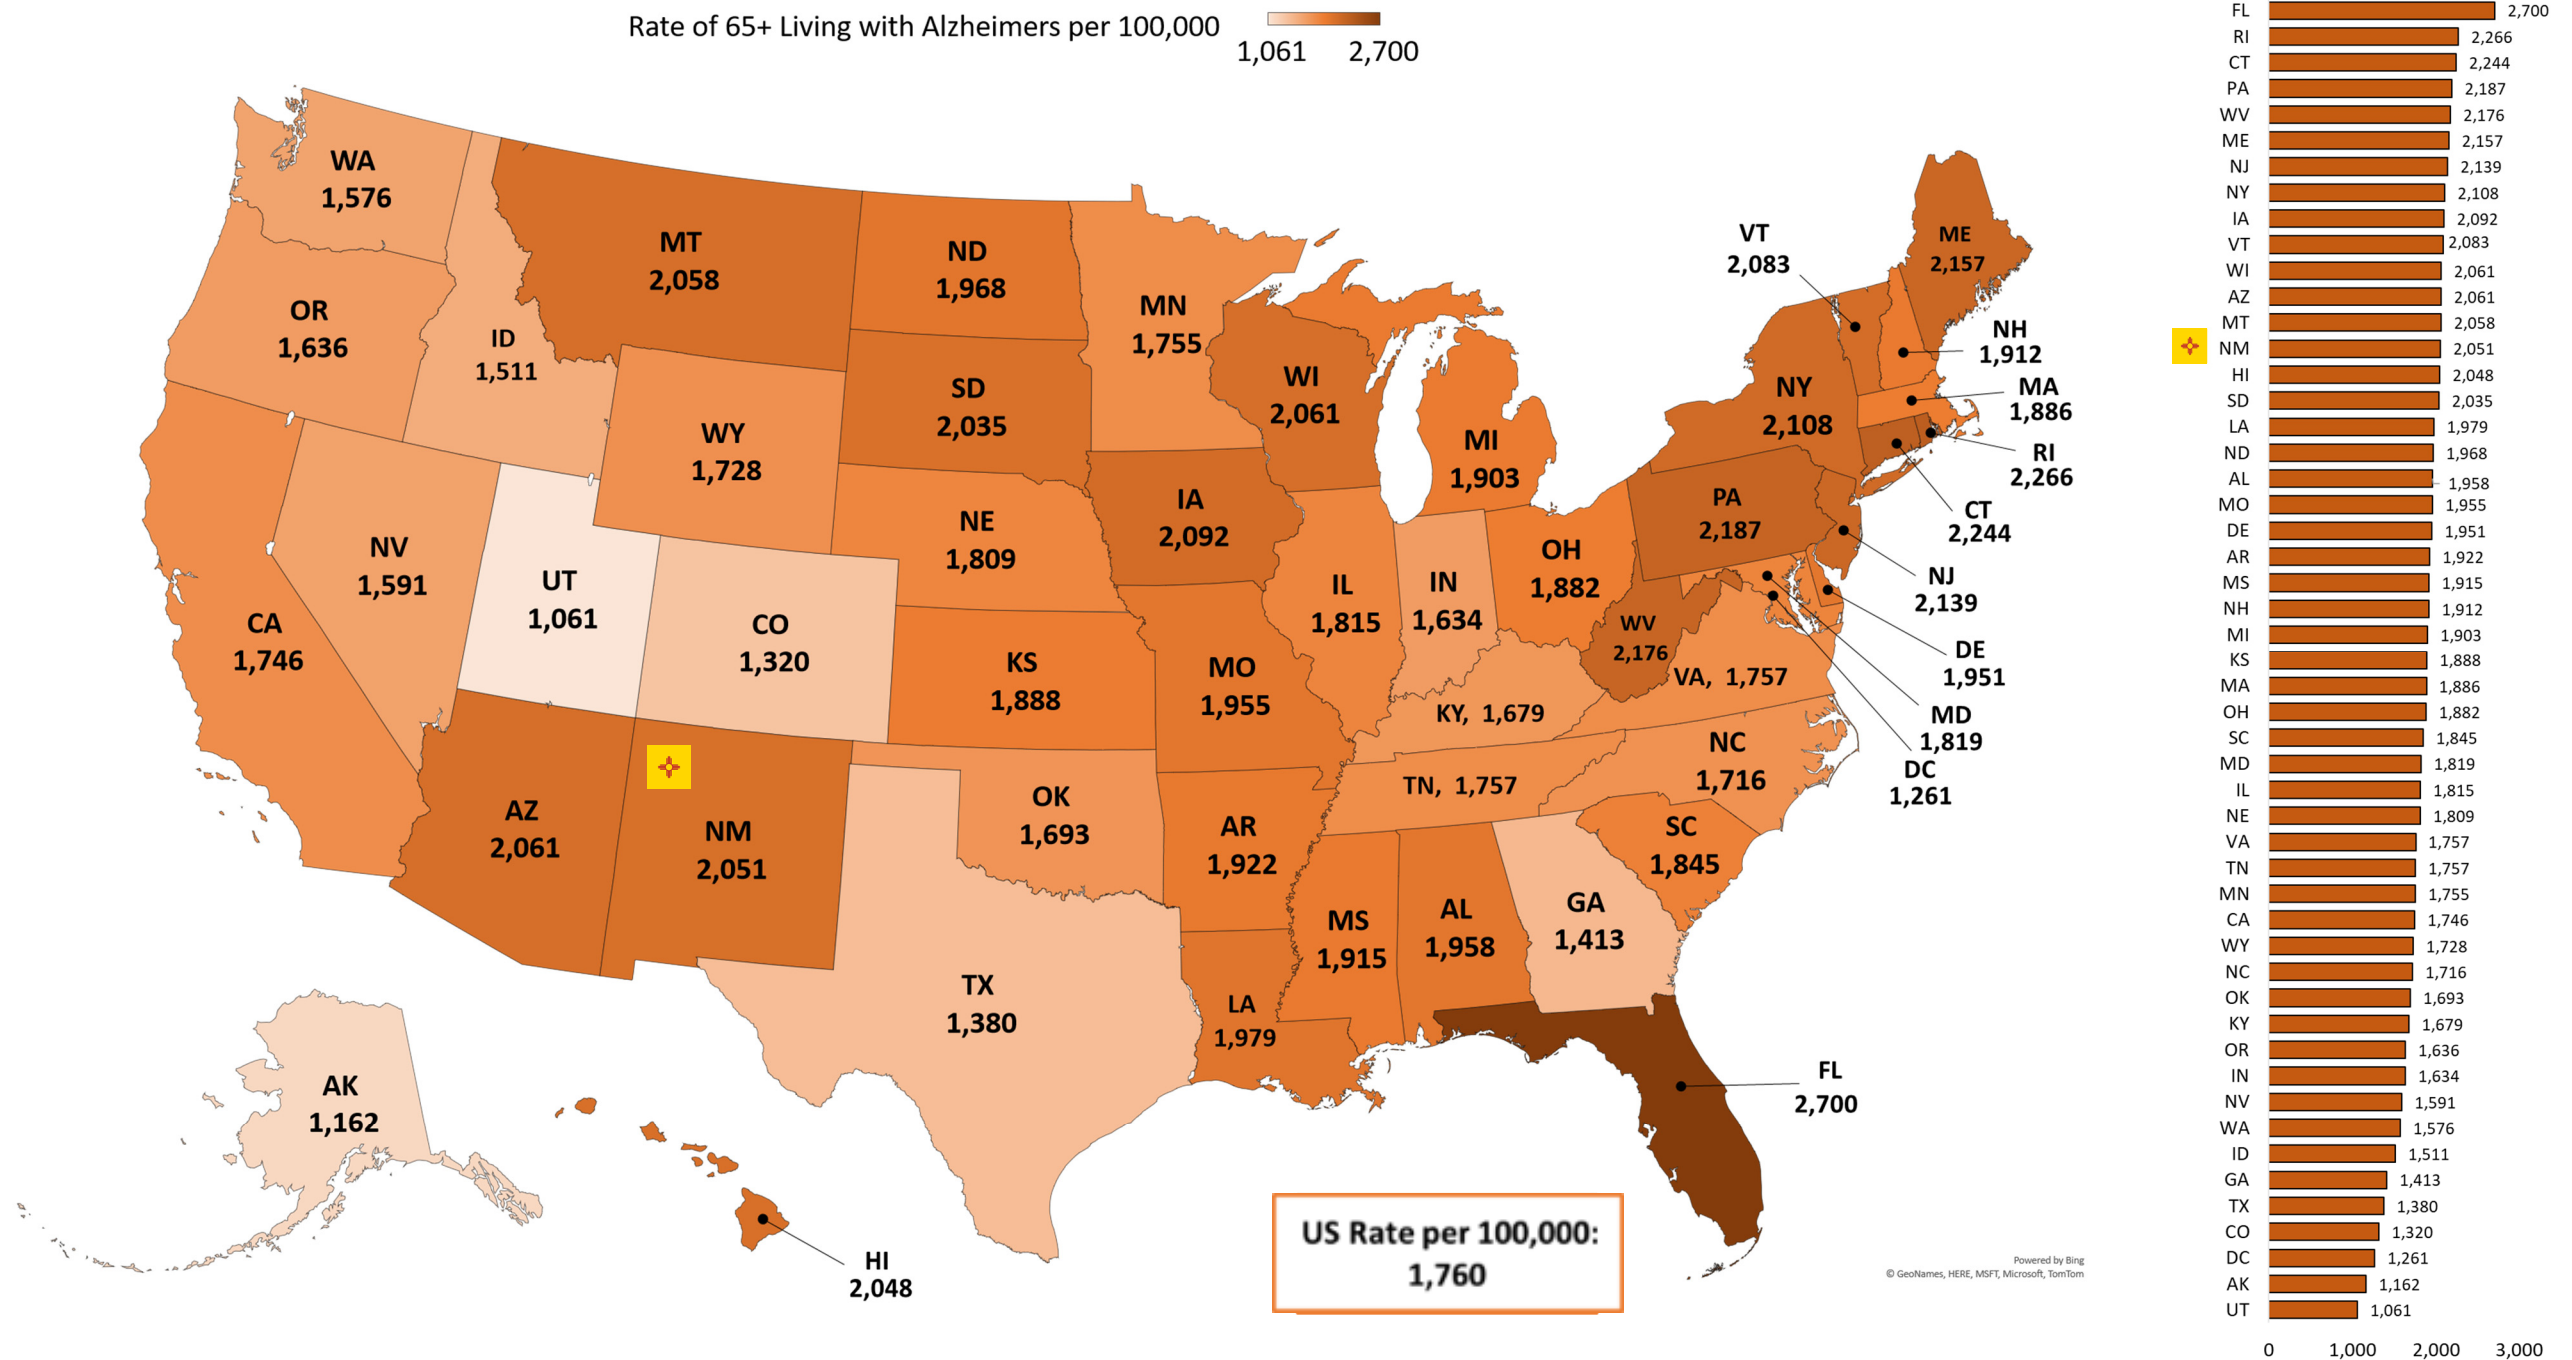 Rate of 65+ Living with Alzheimers per 100,000
1,061 2,700
WA
1,576
OR
1,636
ID
1,511
MT
2,058
ND
1,968
MN
1,755
SD
2,035
WY
1,728
WI
2,061
MI
1,903
VT
2,083
ME
2,157
NH
1,912
MA
1,886
NY
2,108
RI
2,266
CT
2,244
PA
2,187
NJ
2,139
DE
1,951
MD
1,819
DC
1,261
CA
1,746
NV
1,591
UT
1,061
CO
1,320
NE
1,809
IA
2,092
IL
1,815
IN
1,634
OH
1,882
WV
2,176
VA, 1,757
KS
1,888
MO
1,955
KY, 1,679
TN, 1,757
NC
1,716
SC
1,845
AZ
2,061
NM
2,051
OK
1,693
AR
1,922
TX
1,380
LA
1,979
MS
1,915
AL
1,958
GA
1,413
FL
2,700
AK
1,162
HI
2,048
US Rate per 100,000:
1,760
Powered by Bing
© GeoNames, HERE, MSFT, Microsoft, TomTom
FL 2,700
RI 2,266
CT 2,244
PA 2,187
WV 2,176
ME 2,157
NJ 2,139
NY 2,108
IA 2,092
VT 2,083
WI 2,061
AZ 2,061
MT 2,058
NM 2,051
HI 2,048
SD 2,035
LA 1,979
ND 1,968
AL 1,958
MO 1,955
DE 1,951
AR 1,922
MS 1,915
NH 1,912
MI 1,903
KS 1,888
MA 1,886
OH 1,882
SC 1,845
MD 1,819
IL 1,815
NE 1,809
VA 1,757
TN 1,757
MN 1,755
CA 1,746
WY 1,728
NC 1,716
OK 1,693
KY 1,679
OR 1,636
IN 1,634
NV 1,591
WA 1,576
ID 1,511
GA 1,413
TX 1,380
CO 1,320
DC 1,261
AK 1,162
UT 1,061
0 1,000 2,000 3,000